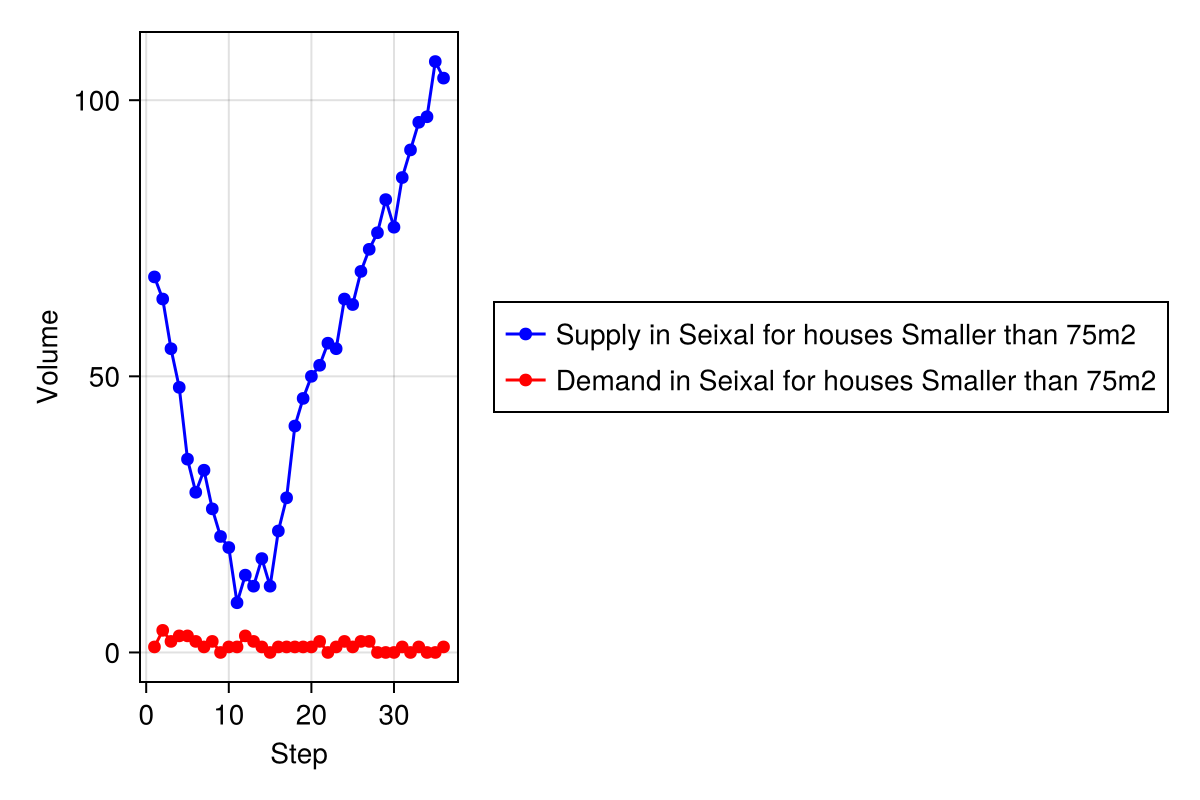 100
50
0
Volume
0 10 20 30
Step
Supply in Seixal for houses Smaller than 75m2
Demand in Seixal for houses Smaller than 75m2